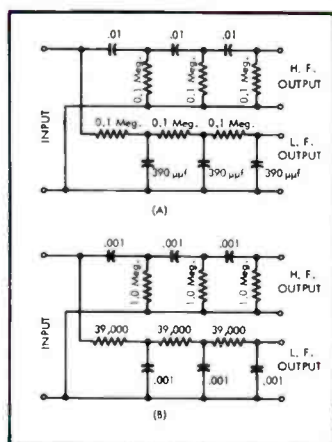 .01 .01 .01
0.1 Meg. 0.1 Meg. 0.1 Meg.
H. F.
OUTPUT
INPUT
0.1 Meg. 0.1 Meg. 0.1 Meg.
L. F.
OUTPUT
390 μμf 390 μμf 390 μμf
(A)
.001 .001 .001
1.0 Meg. 1.0 Meg. 1.0 Meg.
H. F.
OUTPUT
INPUT
39,000 39,000 39,000
L. F.
OUTPUT
.001 .001 .001
(B)